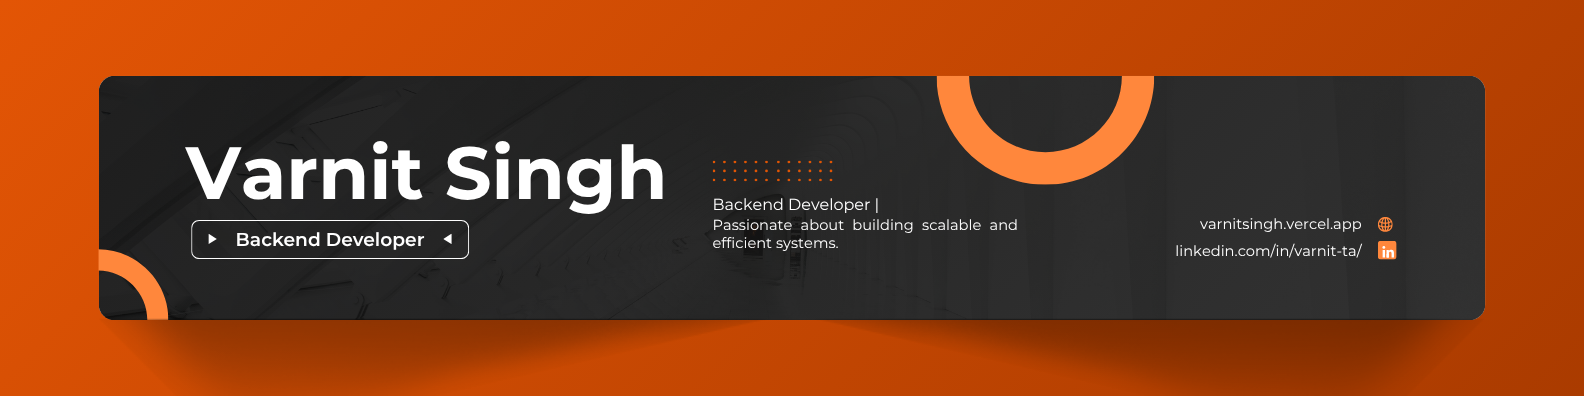 Varnit Singh
Backend Developer
Backend Developer |
Passionate about building scalable and
efficient systems.
varnitsingh.vercel.app
linkedin.com/in/varnit-ta/
in